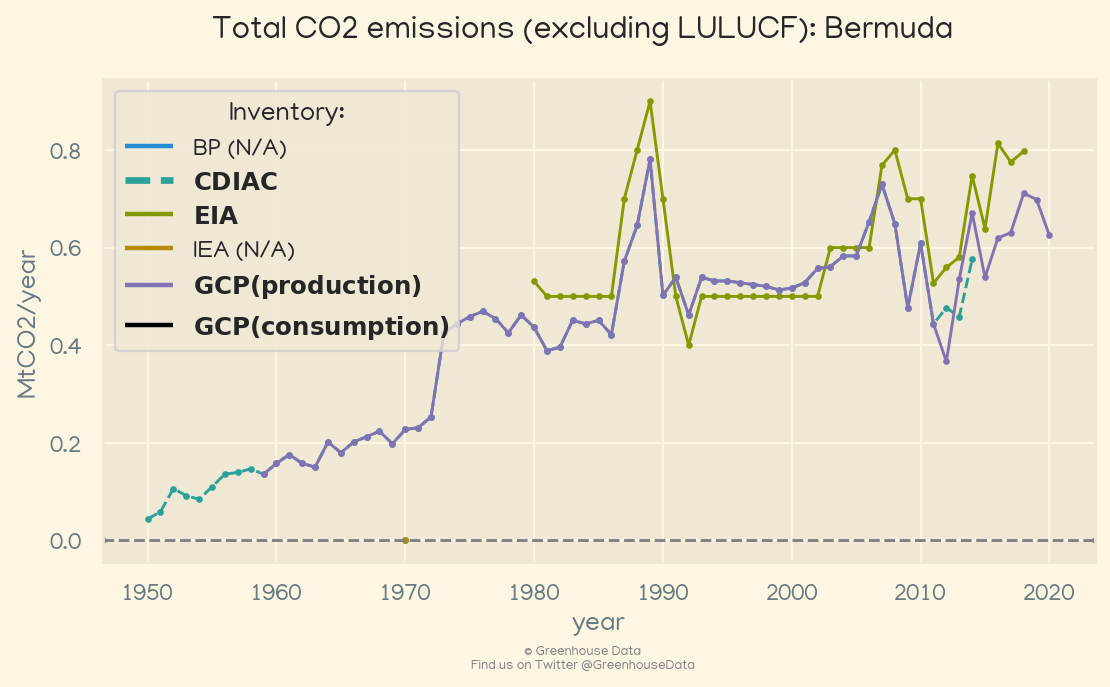 Total CO2 emissions (excluding LULUCF): Bermuda
Inventory:
BP (N/A)
CDIAC
EIA
IEA (N/A)
GCP(production)
GCP(consumption)
MtCO2/year
0.8
0.6
0.4
0.2
0.0
1950 1960 1970 1980 1990 2000 2010 2020
year
© Greenhouse Data
Find us on Twitter @GreenhouseData